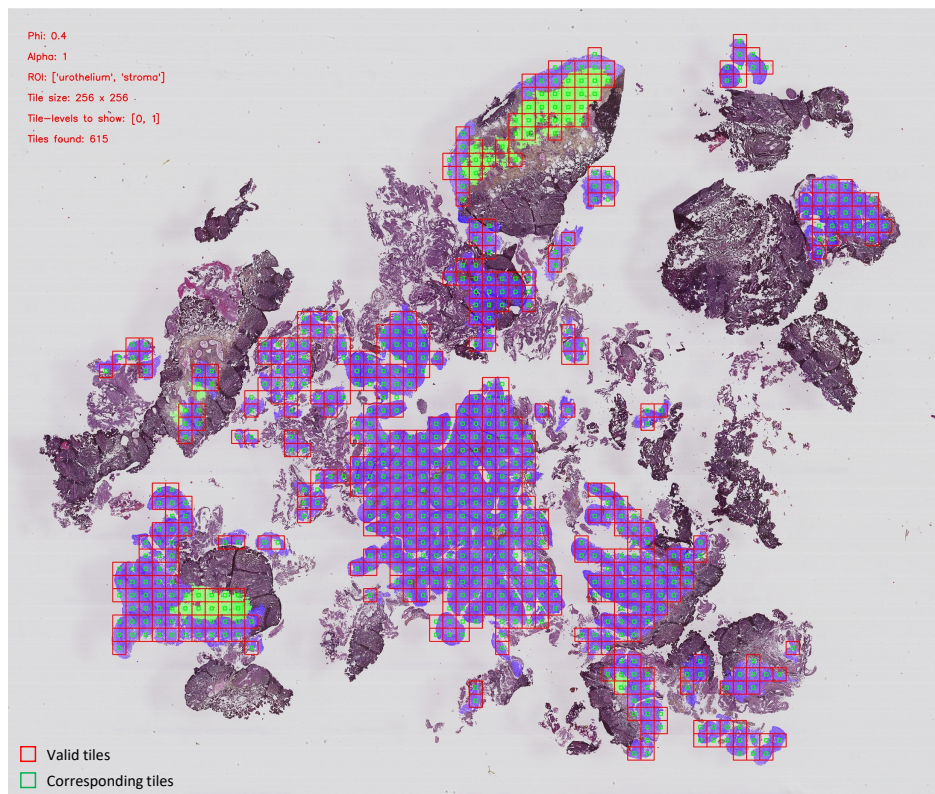 Phi: 0.4
Alpha: 1
ROI: ['urothelium', 'stroma']
Tile size: 256 x 256
Tile-levels to show: [0, 1]
Tiles found: 615
Valid tiles
Corresponding tiles